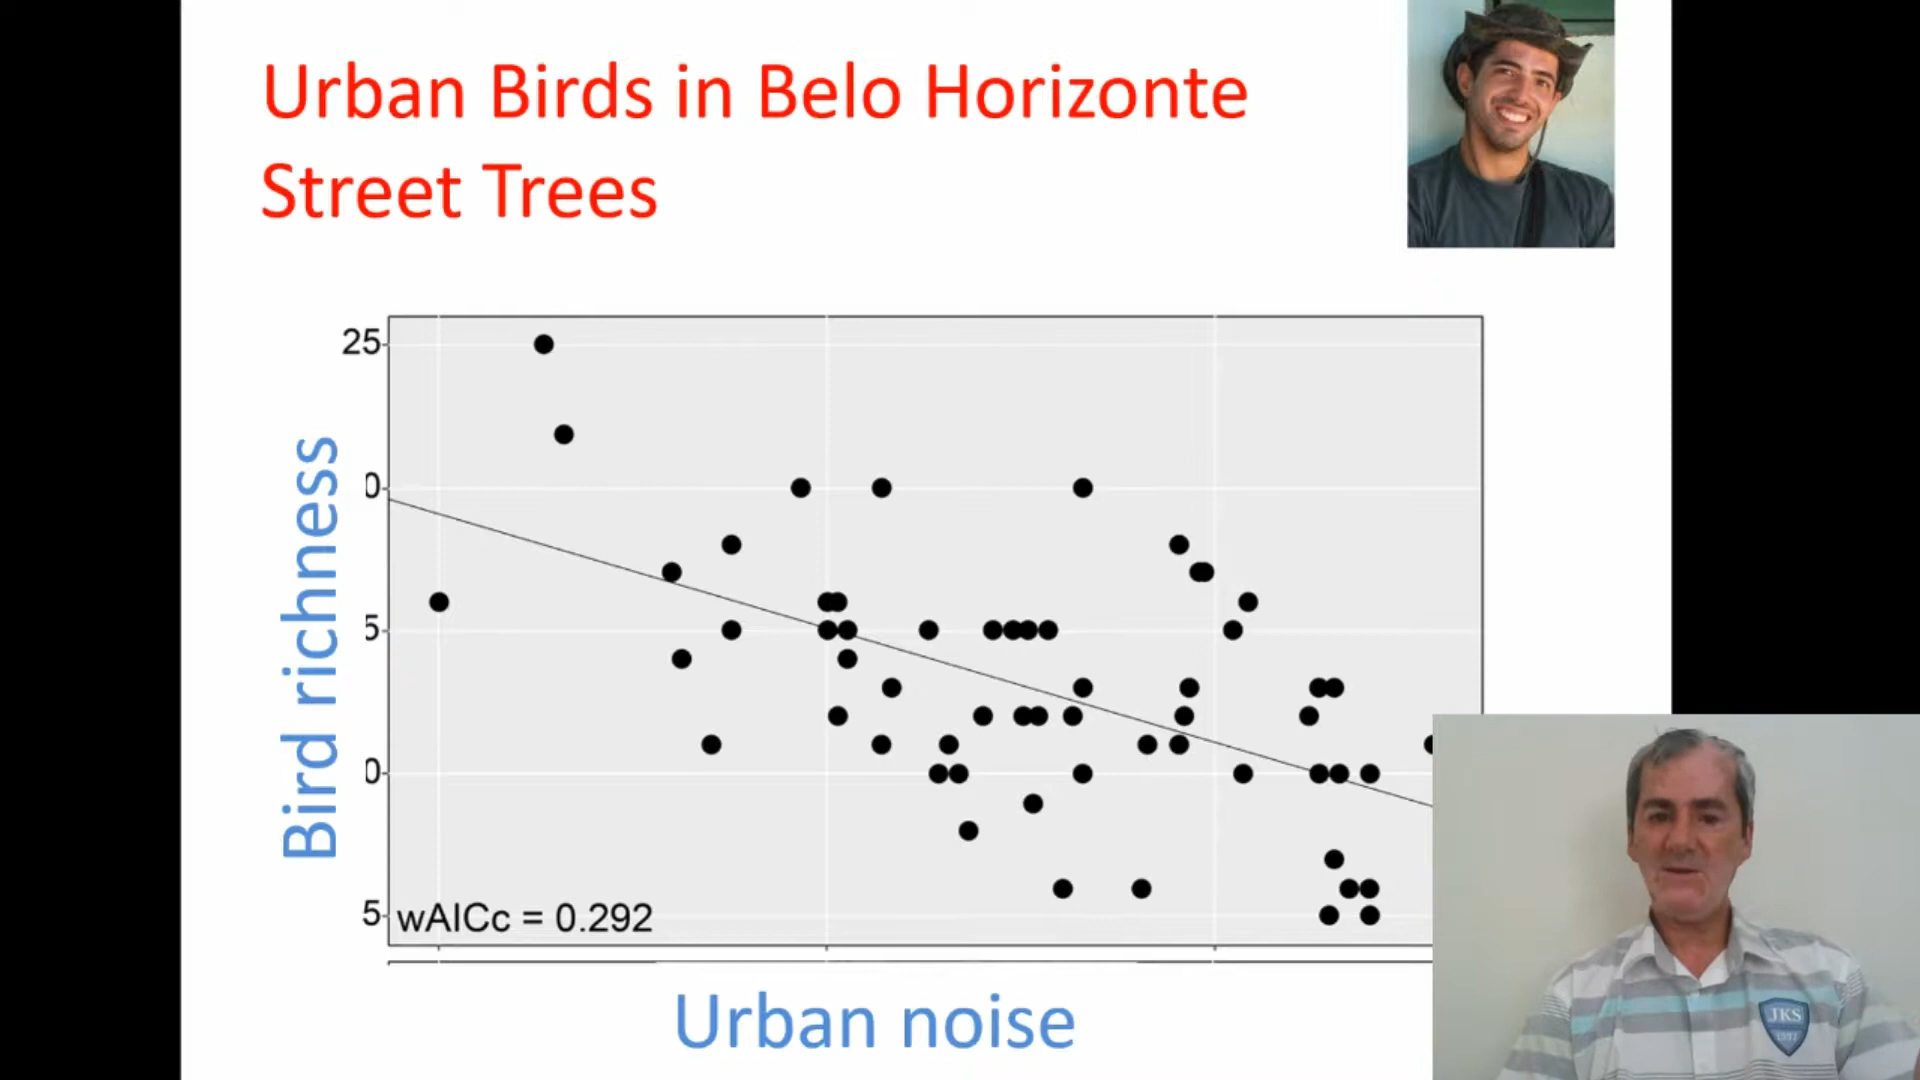 Urban Birds in Belo Horizonte
Street Trees
25
0
5
0
5
Bird richness
wAICc = 0.292
Urban noise
JKS